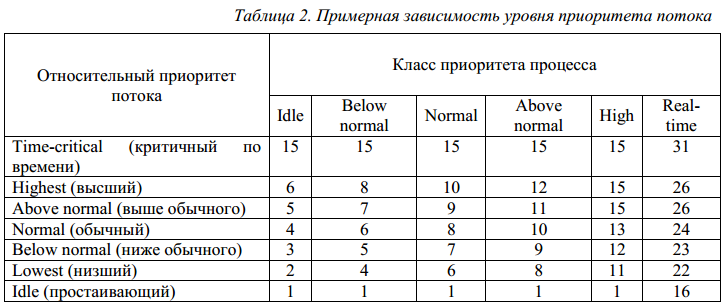 Таблица 2. Примерная зависимость уровня приоритета потока
Относительный приоритет потока
Класс приоритета процесса
Idle Below normal Normal Above normal High Real-time
Time-critical (критичный по времени) 15 15 15 15 15 31
Highest (высший) 6 8 10 12 15 26
Above normal (выше обычного) 5 7 9 11 15 26
Normal (обычный) 4 6 8 10 13 24
Below normal (ниже обычного) 3 5 7 9 12 23
Lowest (низший) 2 4 6 8 11 22
Idle (простаивающий) 1 1 1 1 1 16